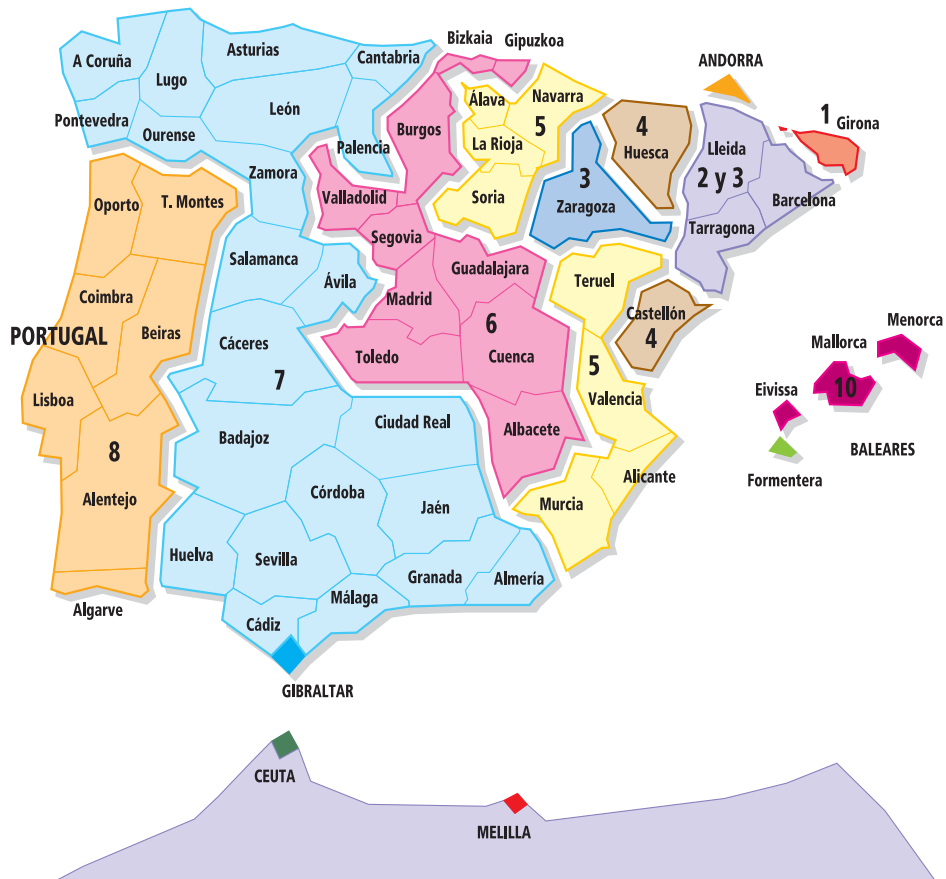 Bizkaia
Gipuzkoa
A Coruña
Lugo
Asturias
Cantabria
Pontevedra
Ourense
León
Palencia
Zamora
Burgos
Álava
Navarra
La Rioja
5
Soria
4
Huesca
ANDORRA
1
Girona
Lleida
2 y 3
Barcelona
Tarragona
3
Zaragoza
Valladolid
Segovia
Oporto
T. Montes
Salamanca
Ávila
Madrid
Guadalajara
Teruel
Coimbra
PORTUGAL
Beiras
Cáceres
Toledo
6
Cuenca
Castellón
4
Menorca
Mallorca
10
Eivissa
BALEARES
Formentera
Lisboa
7
5
Valencia
Badajoz
Ciudad Real
Albacete
8
Alentejo
Córdoba
Jaén
Alicante
Murcia
Huelva
Sevilla
Granada
Almería
Algarve
Málaga
Cádiz
GIBRALTAR
CEUTA
MELILLA